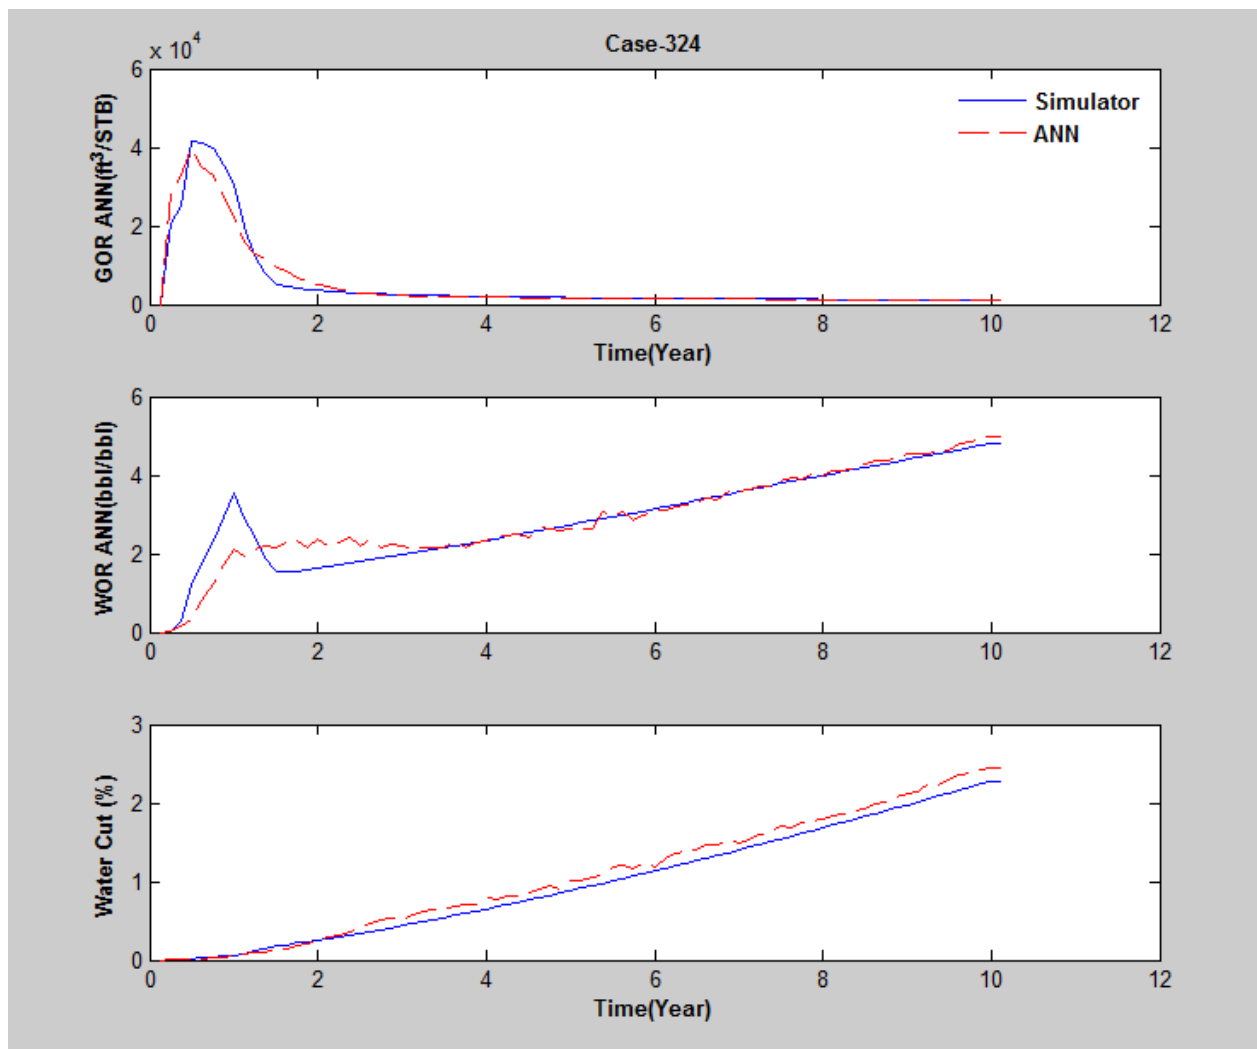 Case-324
x 10^4
6
4
2
0
GOR ANN(ft³/STB)
Simulator
ANN
0 2 4 6 8 10 12
Time(Year)
6
4
2
0
WOR ANN(bbl/bbl)
0 2 4 6 8 10 12
3
2
1
0
Water Cut (%)
0 2 4 6 8 10 12
Time(Year)